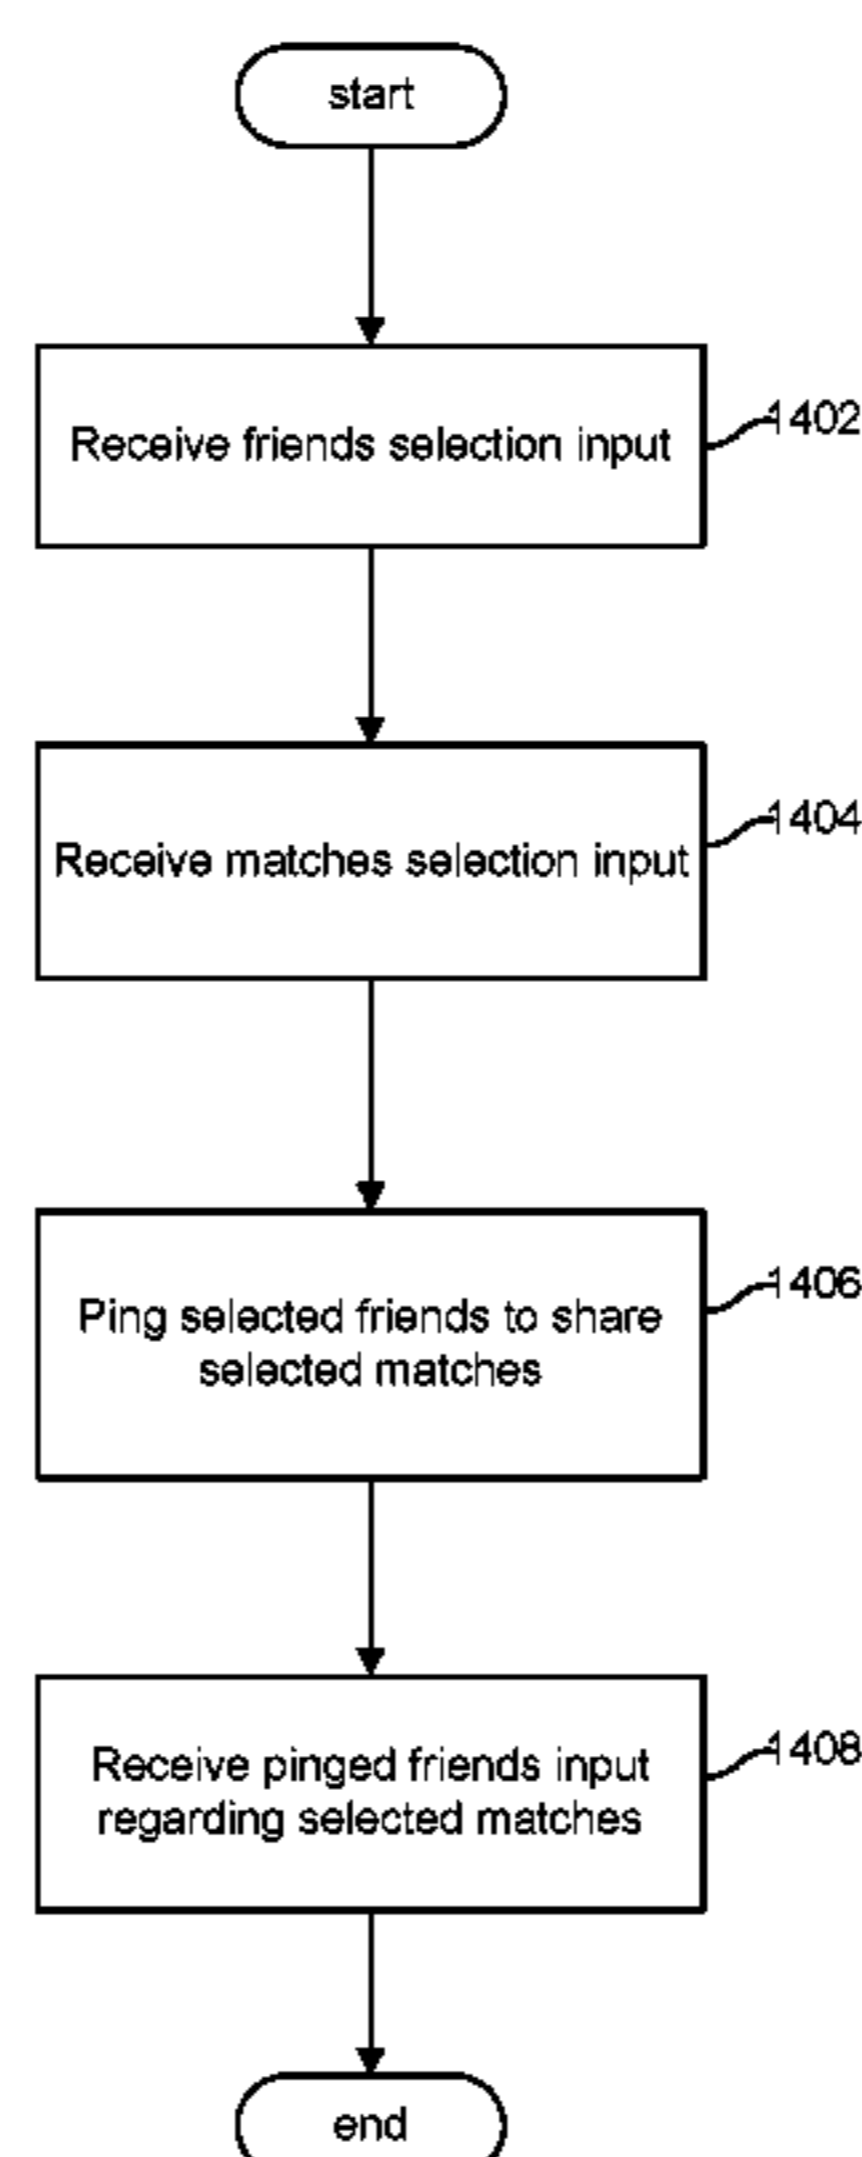 start
Receive friends selection input
1402
Receive matches selection input
1404
Ping selected friends to share
selected matches
1406
Receive pinged friends input
regarding selected matches
1408
end